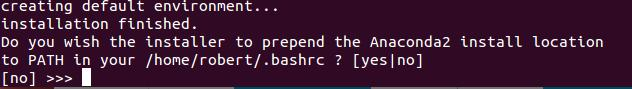 creating default environment...
installation finished.
Do you wish the installer to prepend the Anaconda2 install location
to PATH in your /home/robert/.bashrc ? [yes|no]
[no] >>>